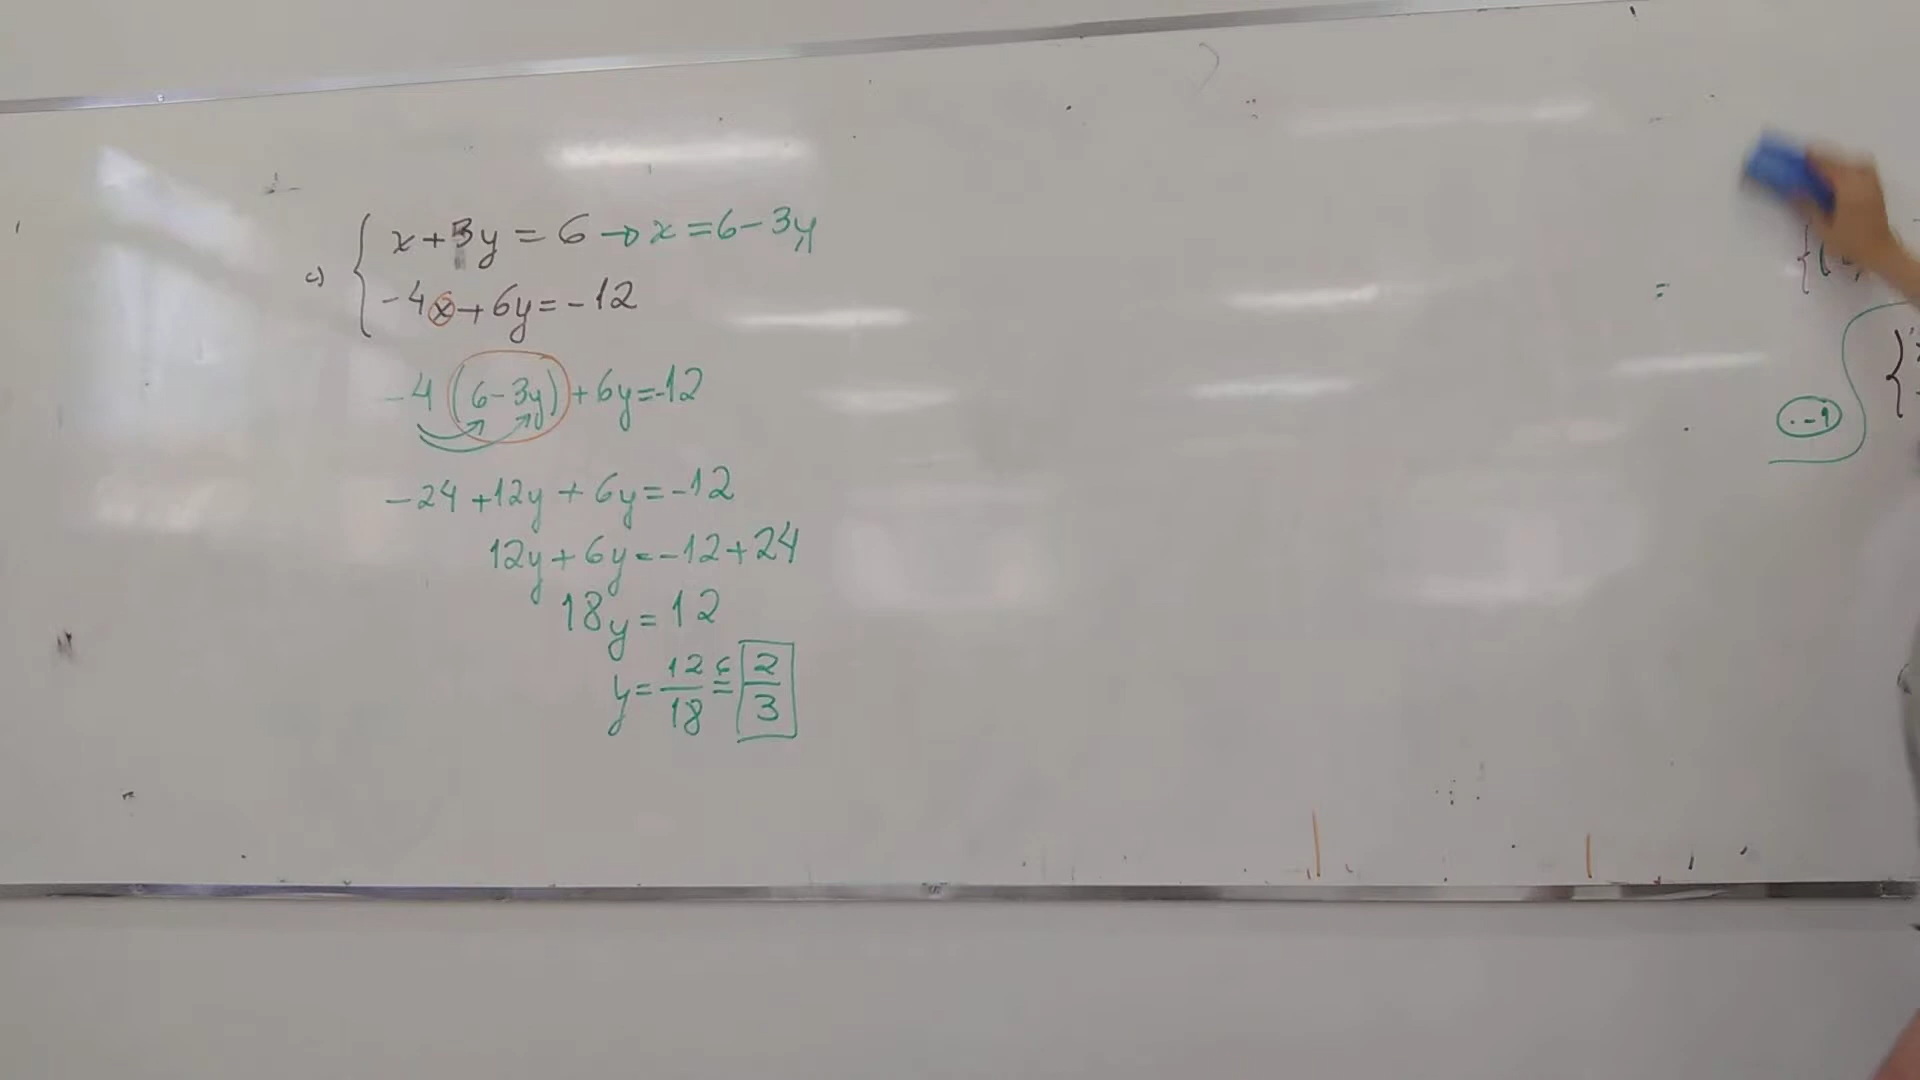 c) { x + 3y = 6 → x = 6 - 3y
-4x + 6y = -12
-4 (6 - 3y) + 6y = -12
-24 + 12y + 6y = -12
12y + 6y = -12 + 24
18y = 12
y = 12/18 = 2/3
=
. -1